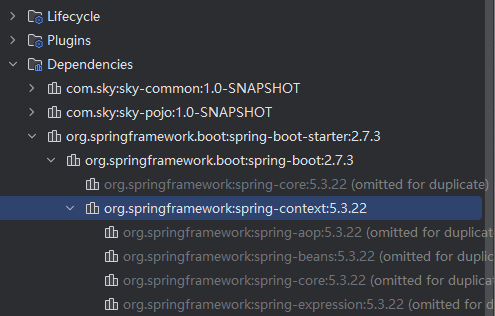 Lifecycle
Plugins
Dependencies
com.sky:sky-common:1.0-SNAPSHOT
com.sky:sky-pojo:1.0-SNAPSHOT
org.springframework.boot:spring-boot-starter:2.7.3
org.springframework.boot:spring-boot:2.7.3
org.springframework:spring-core:5.3.22 (omitted for duplicate)
org.springframework:spring-context:5.3.22
org.springframework:spring-aop:5.3.22 (omitted for duplicat
org.springframework:spring-beans:5.3.22 (omitted for duplica
org.springframework:spring-core:5.3.22 (omitted for duplicat
org.springframework:spring-expression:5.3.22 (omitted for d